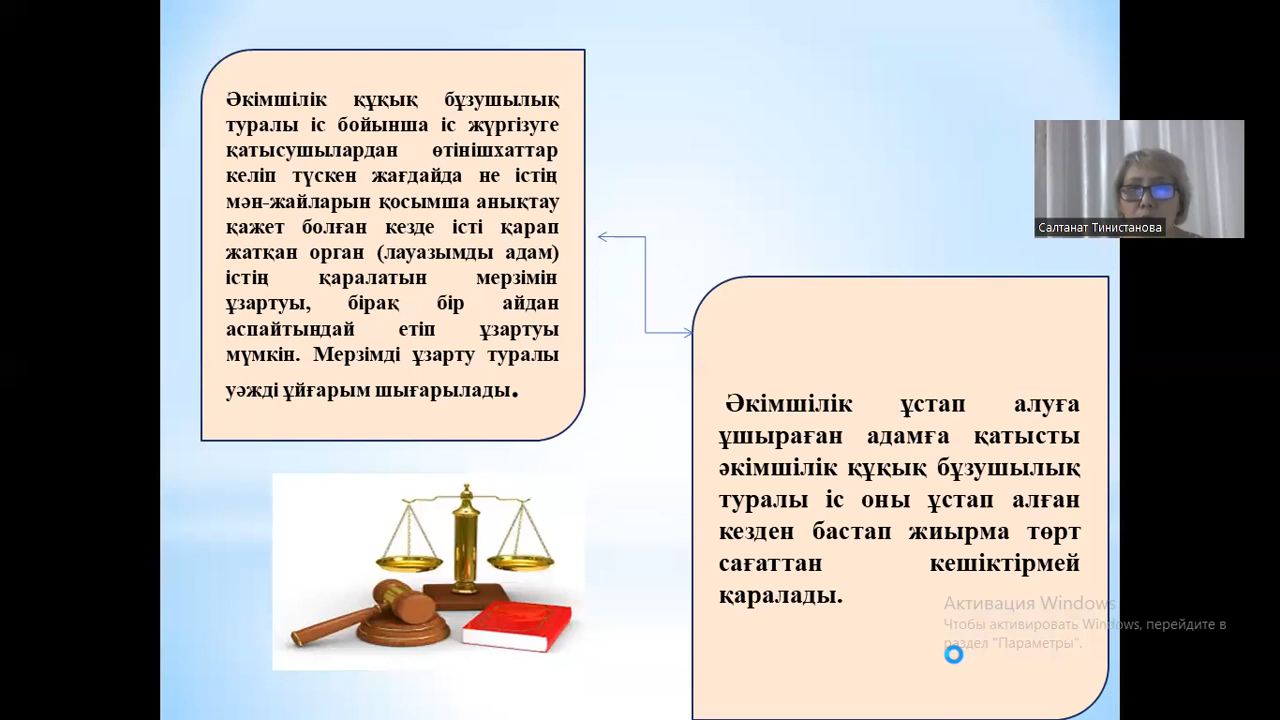 Әкімшілік құқық бұзушылық
туралы іс бойынша іс жүргізуге
қатысушылардан өтінішхаттар
келіп түскен жағдайда не істің
мән-жайларын қосымша анықтау
қажет болған кезде істі қарап
жатқан орган (лауазымды адам)
істің қаралатын мерзімін
ұзартуы, бірақ бір айдан
аспайтындай етіп ұзартуы
мүмкін. Мерзімді ұзарту туралы
уәжді ұйғарым шығарылады.
Салтанат Тинистанова
Әкімшілік ұстап алуға
ұшыраған адамға қатысты
әкімшілік құқық бұзушылық
туралы іс оны ұстап алған
кезден бастап жиырма төрт
сағаттан кешіктірмей
қаралады.
Активация Windows
Чтобы активировать Windows, перейдите в
раздел "Параметры".